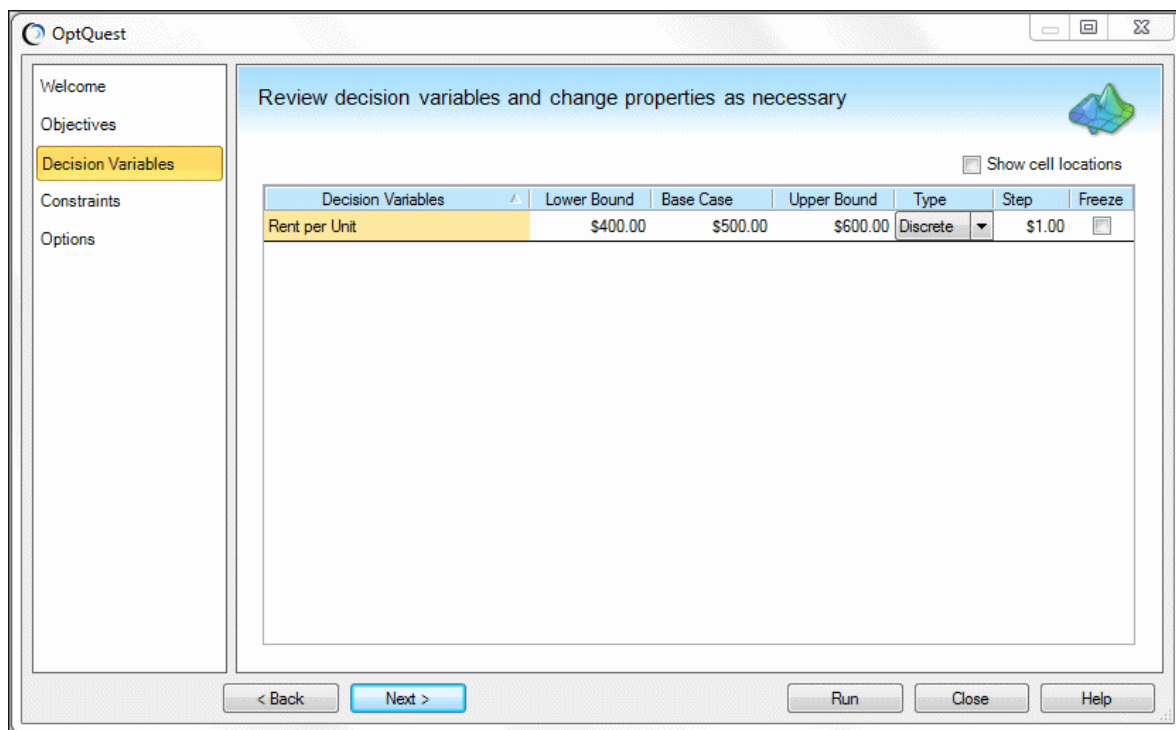 OptQuest
Welcome
Objectives
Decision Variables
Constraints
Options
Review decision variables and change properties as necessary
Show cell locations
Decision Variables Lower Bound Base Case Upper Bound Type Step Freeze
Rent per Unit $400.00 $500.00 $600.00 Discrete $1.00
< Back Next > Run Close Help